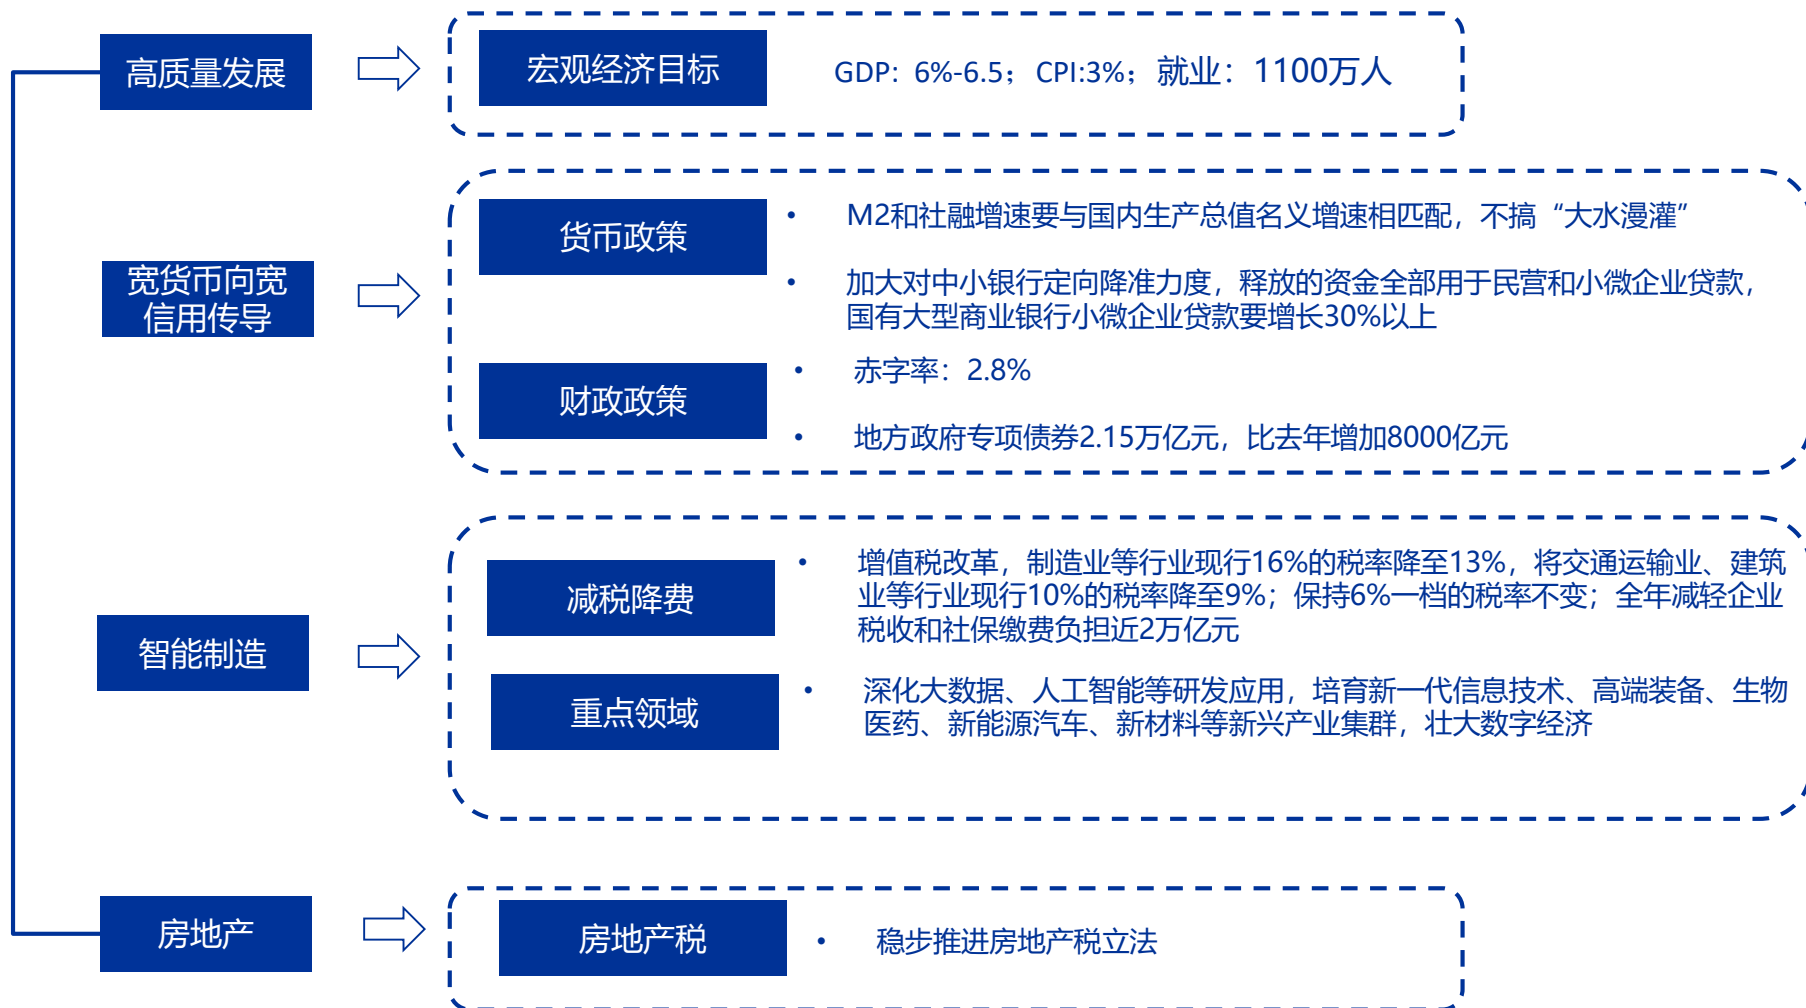 高质量发展
宏观经济目标
GDP：6%-6.5；CPI:3%；就业：1100万人
宽货币向宽
信用传导
货币政策
• M2和社融增速要与国内生产总值名义增速相匹配，不搞“大水漫灌”
• 加大对中小银行定向降准力度，释放的资金全部用于民营和小微企业贷款，
国有大型商业银行小微企业贷款要增长30%以上
财政政策
• 赤字率：2.8%
• 地方政府专项债券2.15万亿元，比去年增加8000亿元
智能制造
减税降费
• 增值税改革，制造业等行业现行16%的税率降至13%，将交通运输业、建筑
业等行业现行10%的税率降至9%；保持6%一档的税率不变；全年减轻企业
税收和社保缴费负担近2万亿元
重点领域
• 深化大数据、人工智能等研发应用，培育新一代信息技术、高端装备、生物
医药、新能源汽车、新材料等新兴产业集群，壮大数字经济
房地产
房地产税
• 稳步推进房地产税立法